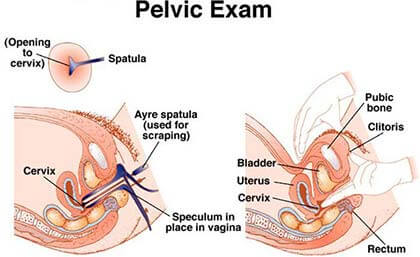 Pelvic Exam
(Opening
to
cervix)
Spatula
Ayre spatula
(used for
scraping)
Cervix
Speculum in
place in vagina
Pubic
bone
Clitoris
Bladder
Uterus
Cervix
Rectum